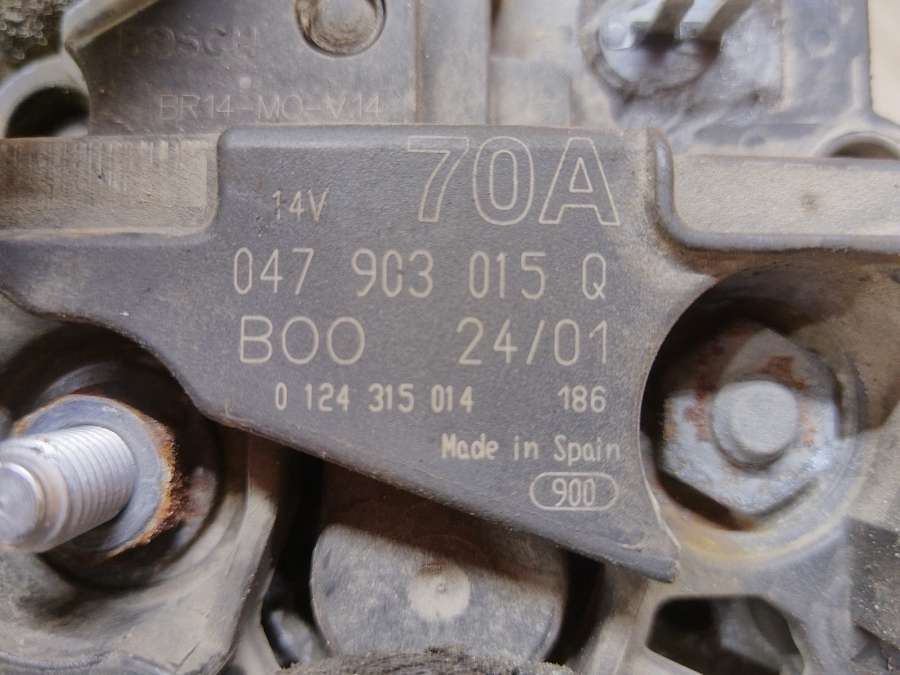 BOSCH
BR14-MO-V14
14V 70A
047 903 015 Q
BOO 24/01
0 124 315 014 186
Made in Spain
900